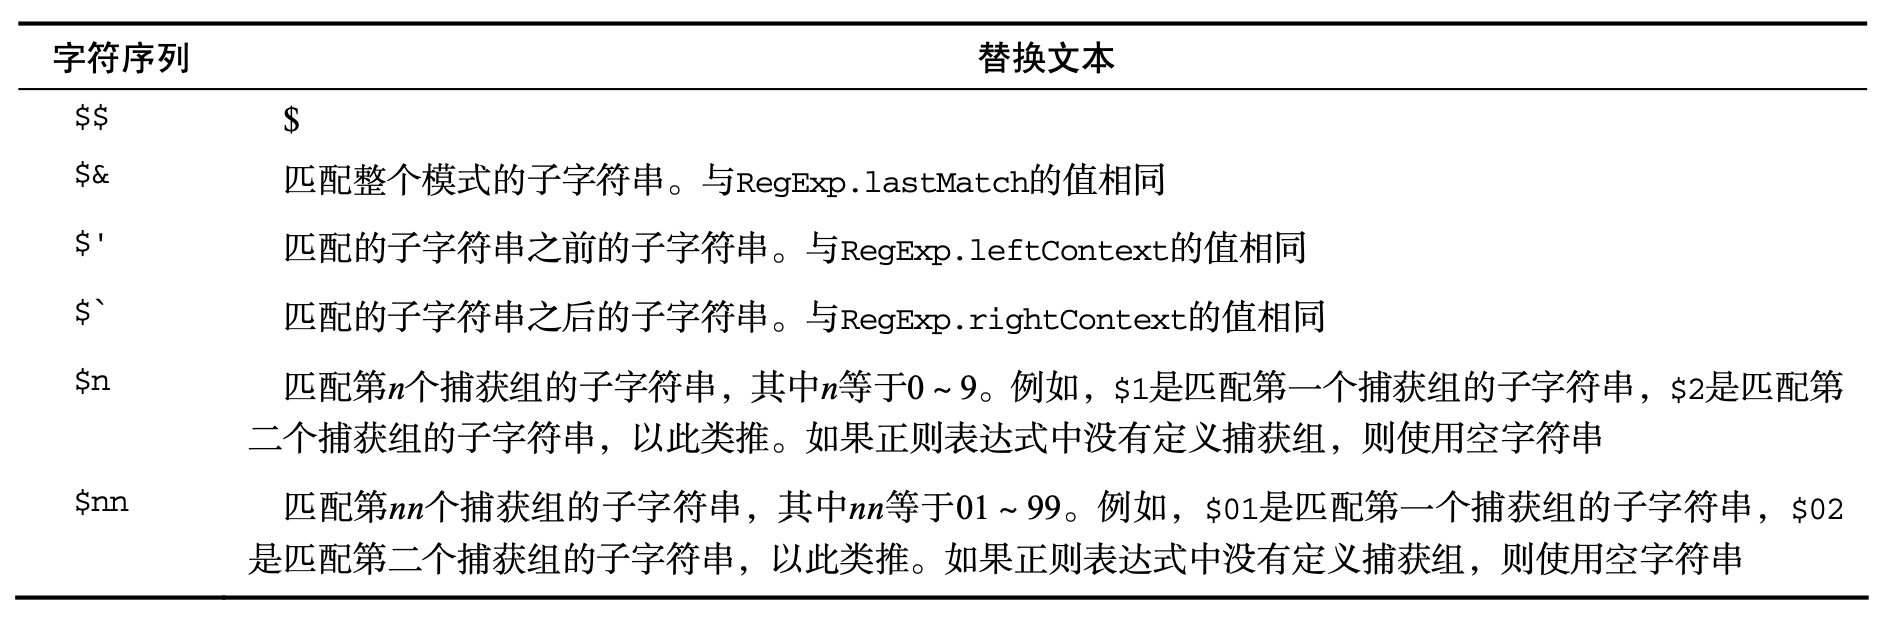 字符序列 替换文本
$$ $
$& 匹配整个模式的子字符串。与RegExp.lastMatch的值相同
$' 匹配的子字符串之前的子字符串。与RegExp.leftContext的值相同
$` 匹配的子字符串之后的子字符串。与RegExp.rightContext的值相同
$n 匹配第n个捕获组的子字符串，其中n等于0~9。例如，$1是匹配第一个捕获组的子字符串，$2是匹配第
二个捕获组的子字符串，以此类推。如果正则表达式中没有定义捕获组，则使用空字符串
$nn 匹配第nn个捕获组的子字符串，其中nn等于01~99。例如，$01是匹配第一个捕获组的子字符串，$02
是匹配第二个捕获组的子字符串，以此类推。如果正则表达式中没有定义捕获组，则使用空字符串